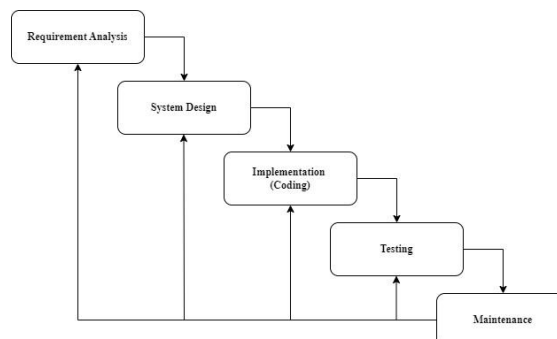 Requirement Analysis
System Design
Implementation
(Coding)
Testing
Maintenance